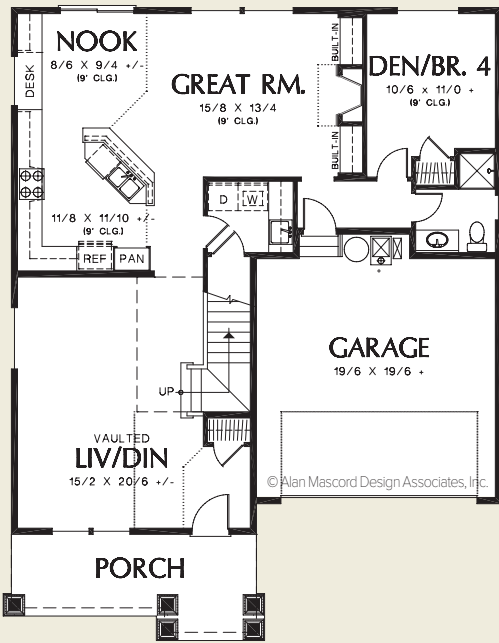 NOOK
8/6 X 9/4 +/-
(9' CLG.)
DESK
GREAT RM.
15/8 X 13/4
(9' CLG.)
BUILT-IN
BUILT-IN
DEN/BR. 4
10/6 X 11/0 +
(9' CLG.)
11/8 X 11/10 +/-
(9' CLG.)
REF
PAN
D
W
UP
GARAGE
19/6 X 19/6 +
VAULTED
LIV/DIN
15/2 X 20/6 +/-
© Alan Mascord Design Associates, Inc.
PORCH